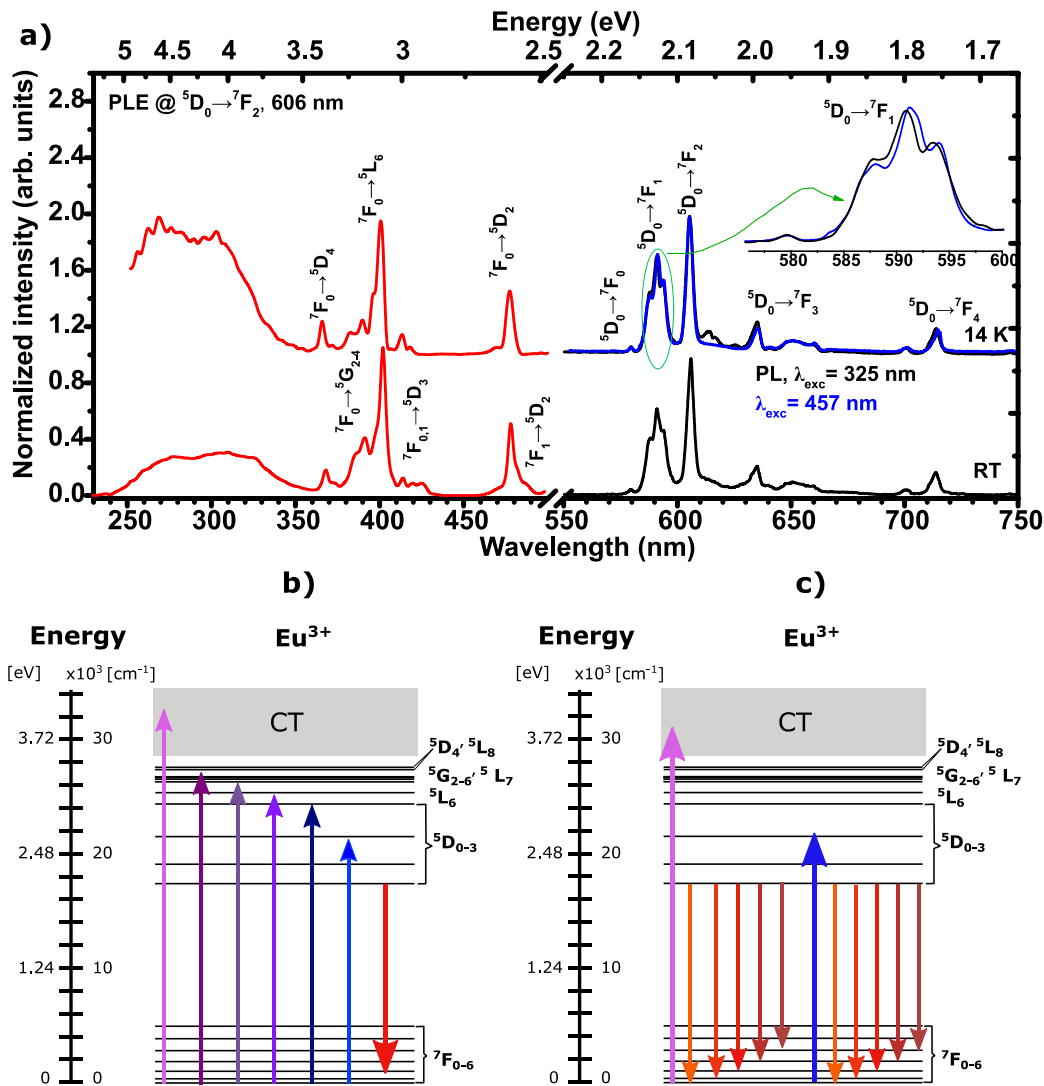 a)
Energy (eV)
5 4.5 4 3.5 3 2.5 2.2 2.1 2.0 1.9 1.8 1.7
Normalized intensity (arb. units)
2.8
2.4
2.0
1.6
1.2
0.8
0.4
0.0
PLE @ ⁵D₀→⁷F₂, 606 nm
⁷F₀→⁵D₄
⁷F₀→⁵L₆
⁷F₀→⁵D₂
⁷F₀→⁵G₂₋₄
⁷F₀,₁→⁵D₃
⁷F₁→⁵D₂
⁵D₀→⁷F₀
⁵D₀→⁷F₁
⁵D₀→⁷F₂
⁵D₀→⁷F₁
580 585 590 595 600
⁵D₀→⁷F₃
⁵D₀→⁷F₄
14 K
PL, λexc = 325 nm
λexc = 457 nm
RT
250 300 350 400 450 550 600 650 700 750
Wavelength (nm)
b)
Energy Eu³⁺
[eV] x10³ [cm⁻¹]
CT
3.72 30
2.48 20
1.24 10
0 0
⁵D₄, ⁵L₈
⁵G₂₋₆, ⁵L₇
⁵L₆
⁵D₀₋₃
⁷F₀₋₆
c)
Energy Eu³⁺
[eV] x10³ [cm⁻¹]
CT
3.72 30
2.48 20
1.24 10
0 0
⁵D₄, ⁵L₈
⁵G₂₋₆, ⁵L₇
⁵L₆
⁵D₀₋₃
⁷F₀₋₆